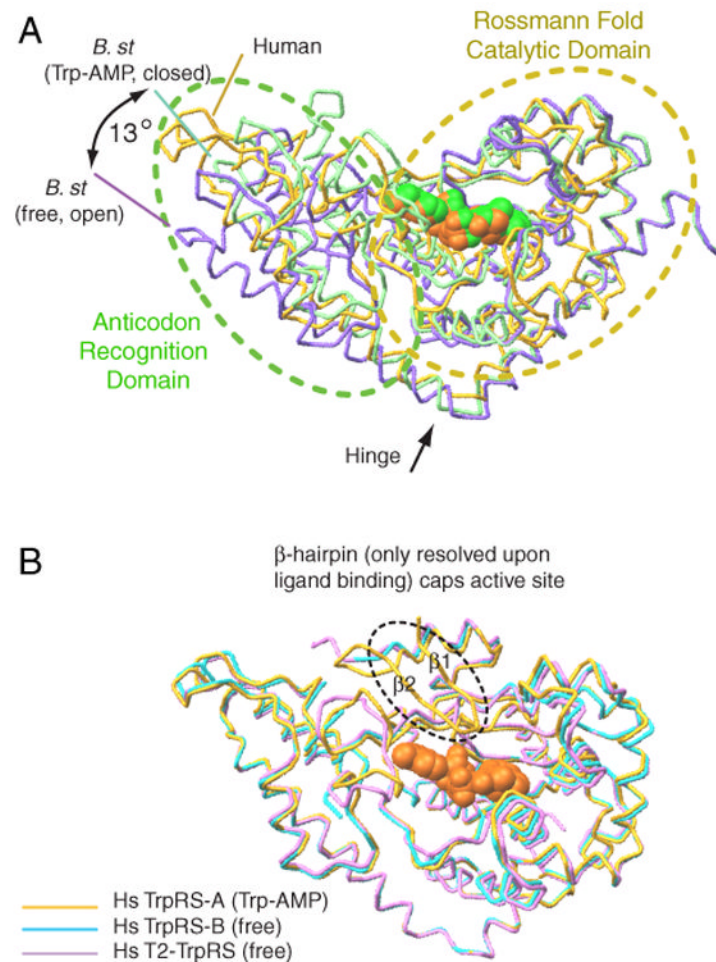 A
B. st
(Trp-AMP, closed)
Human
Rossmann Fold
Catalytic Domain
13°
B. st
(free, open)
Anticodon
Recognition
Domain
Hinge
B
β-hairpin (only resolved upon
ligand binding) caps active site
β1
β2
Hs TrpRS-A (Trp-AMP)
Hs TrpRS-B (free)
Hs T2-TrpRS (free)